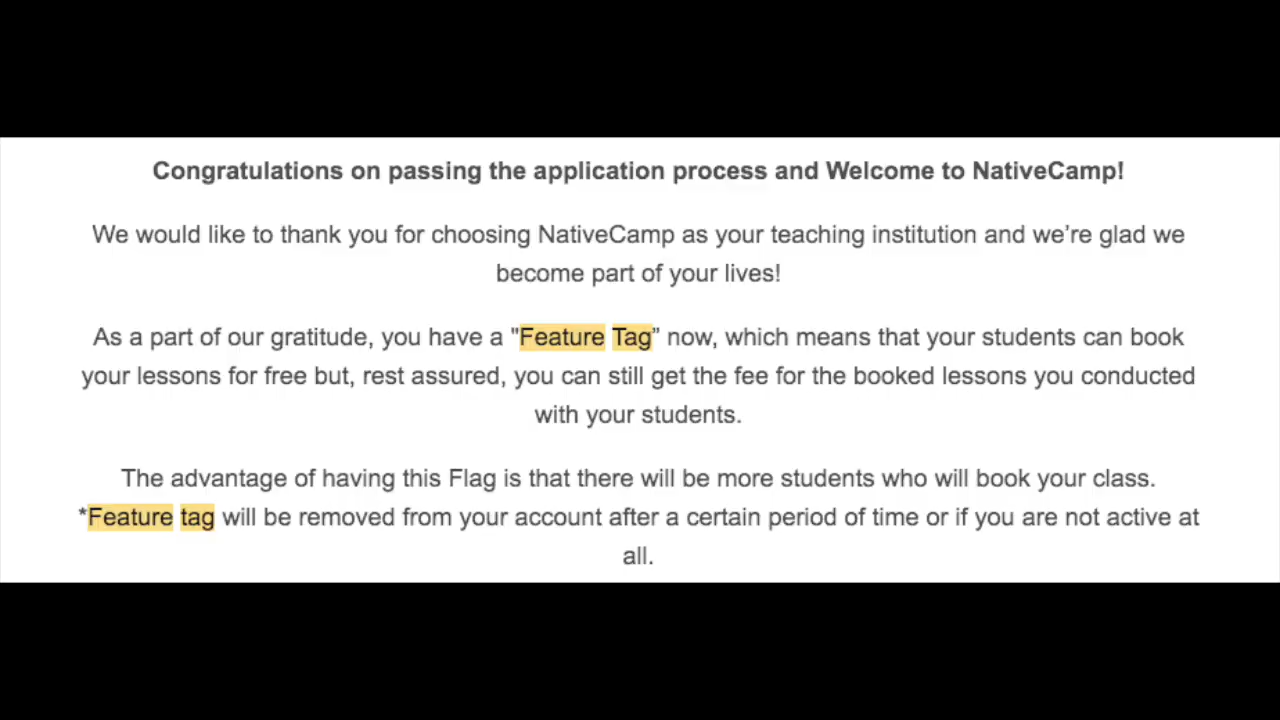 Congratulations on passing the application process and Welcome to NativeCamp!
We would like to thank you for choosing NativeCamp as your teaching institution and we’re glad we
become part of your lives!
As a part of our gratitude, you have a "Feature Tag” now, which means that your students can book
your lessons for free but, rest assured, you can still get the fee for the booked lessons you conducted
with your students.
The advantage of having this Flag is that there will be more students who will book your class.
*Feature tag will be removed from your account after a certain period of time or if you are not active at
all.